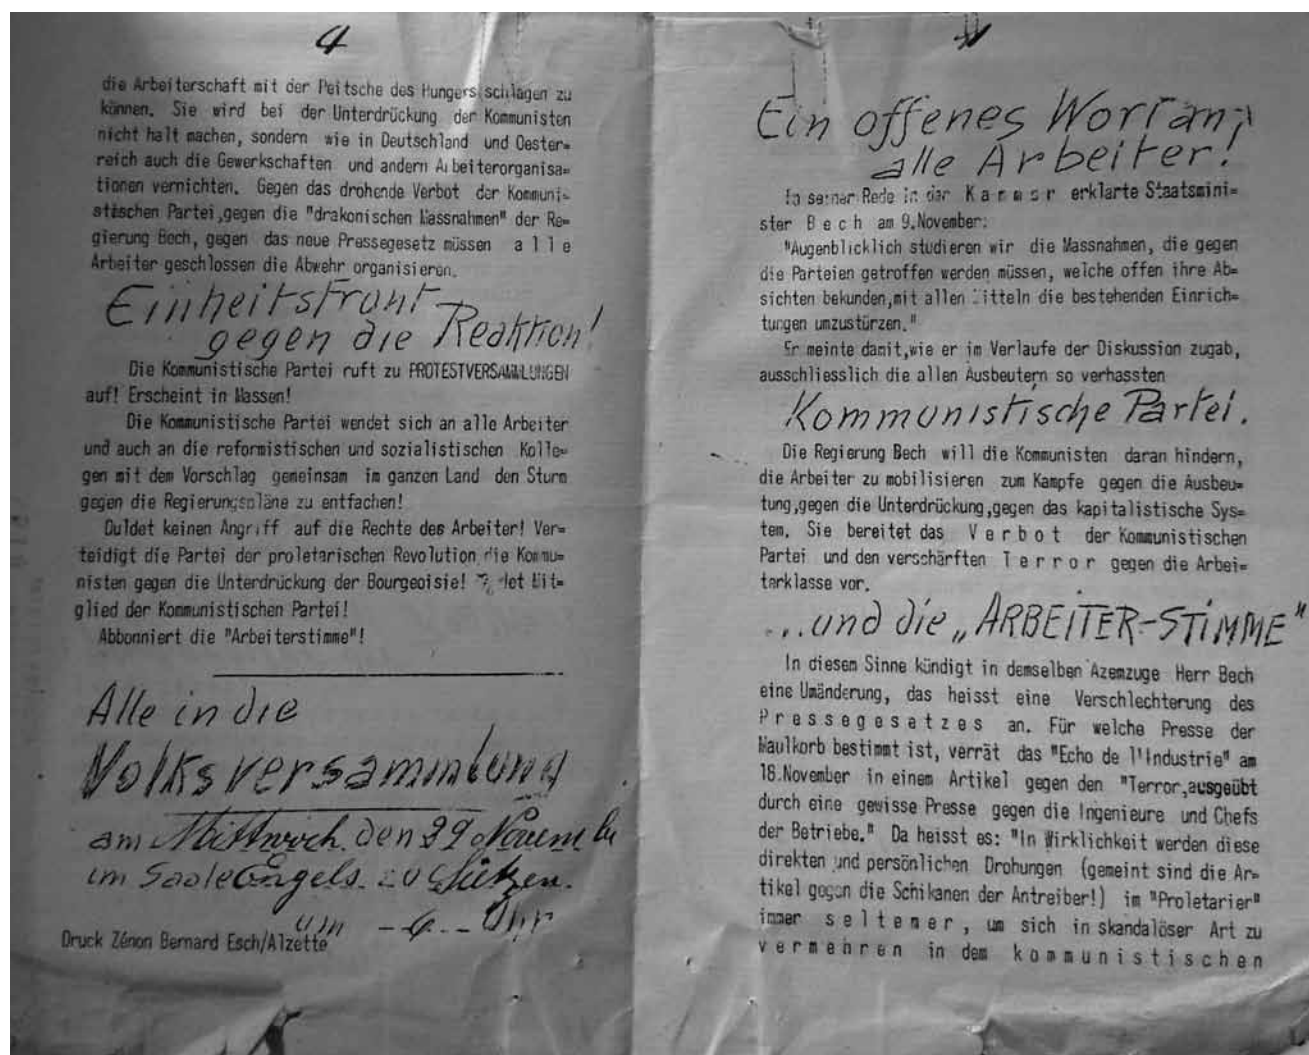 4
die Arbeiterschaft mit der Peitsche des Hungers schlagen zu
können. Sie wird bei der Unterdrückung der Kommunisten
nicht halt machen, sondern wie in Deutschland und Oester=
reich auch die Gewerkschaften und andern Arbeiterorganisa=
tionen vernichten. Gegen das drohende Verbot der Kommuni-
stischen Partei,gegen die "drakonischen Massnahmen" der Re=
gierung Bech, gegen das neue Pressegesetz müssen a l l e
Arbeiter geschlossen die Abwehr organisieren.
Einheitsfront
gegen die Reaktion!
Die Kommunistische Partei ruft zu PROTESTVERSAMMLUNGEN
auf! Erscheint in Massen!
Die Kommunistische Partei wendet sich an alle Arbeiter
und auch an die reformistischen und sozialistischen Kolle=
gen mit dem Vorschlag gemeinsam im ganzen Land den Sturm
gegen die Regierungspläne zu entfachen!
Duldet keinen Angriff auf die Rechte des Arbeiter! Ver=
teidigt die Partei der proletarischen Revolution die Kommu=
nisten gegen die Unterdrückung der Bourgeoisie! Mit=
glied der Kommunistischen Partei!
Abbonniert die "Arbeiterstimme"!
Alle in die
Volksversammlung
am Mittwoch den 29 Novem
im Saale Engels zu
um Uhr
Druck Zénon Bernard Esch/Alzette
Ein offenes Wort an
alle Arbeiter!
In seiner Rede in der K a m m e r erklarte Staatsmini=
ster B e c h am 9.November:
"Augenblicklich studieren wir die Massnahmen, die gegen
die Parteien getroffen werden müssen, welche offen ihre Ab=
sichten bekunden,mit allen Mitteln die bestehenden Einrich=
tungen umzustürzen."
Er meinte damit,wie er im Verlaufe der Diskussion zugab,
ausschliesslich die allen Ausbeutern so verhassten
Kommunistische Partei.
Die Regierung Bech will die Kommunisten daran hindern,
die Arbeiter zu mobilisieren zum Kampfe gegen die Ausbeu=
tung,gegen die Unterdrückung,gegen das kapitalistische Sys=
tem. Sie bereitet das V e r b o t der Kommunistischen
Partei und den verschärften T e r r o r gegen die Arbei=
terklasse vor.
...und die „ARBEITER-STIMME"
In diesem Sinne kündigt in demselben Azemzuge Herr Bech
eine Umänderung, das heisst eine Verschlechterung des
P r e s s e g e s e t z e s an. Für welche Presse der
Maulkorb bestimmt ist, verrät das "Echo de l'Industrie" am
18.November in einem Artikel gegen den "Terror,ausgeübt
durch eine gewisse Presse gegen die Ingenieure und Chefs
der Betriebe." Da heisst es: "In Wirklichkeit werden diese
direkten und persönlichen Drohungen (gemeint sind die Ar=
tikel gegen die Schikanen der Antreiber!) im "Proletarier"
immer s e l t e n e r , um sich in skandalöser Art zu
v e r m e h r e n in dem k o m m u n i s t i s c h e n